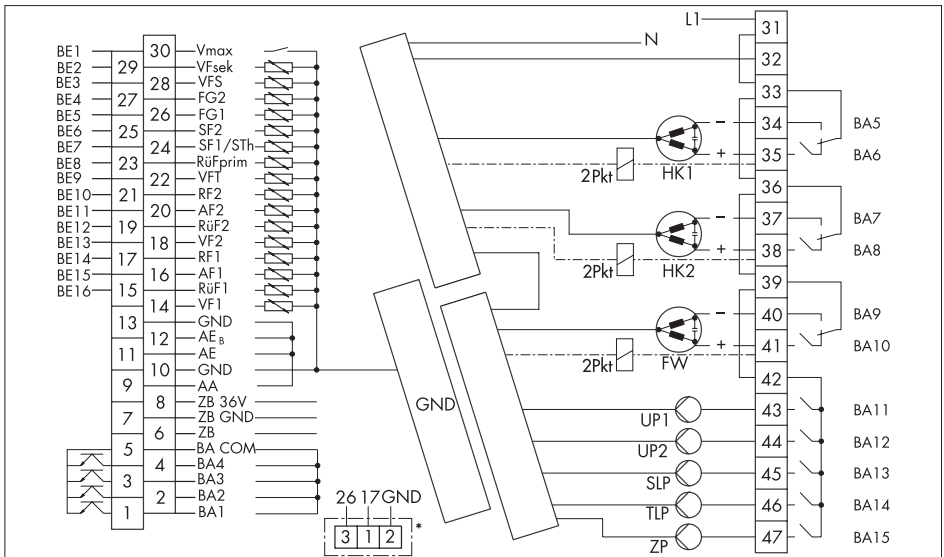 BE1 30 Vmax
BE2 29 VFsek
BE3 28 VFS
BE4 27 FG2
BE5 26 FG1
BE6 25 SF2
BE7 24 SF1/STh
BE8 23 RüFprim
BE9 22 VFT
BE10 21 RF2
BE11 20 AF2
BE12 19 RüF2
BE13 18 VF2
BE14 17 RF1
BE15 16 AF1
BE16 15 RüF1
14 VF1
13 GND
12 AEB
11 AE
10 GND
9 AA
8 ZB 36V
7 ZB GND
6 ZB
5 BA COM
4 BA4
3 BA3
2 BA2
1 BA1
26 17 GND
3 1 2 *
GND
L1 31
N
32
33
- 34 BA5
+ 35 BA6
2Pkt HK1
36
- 37 BA7
+ 38 BA8
2Pkt HK2
39
- 40 BA9
+ 41 BA10
2Pkt FW
42
UP1 43 BA11
UP2 44 BA12
SLP 45 BA13
TLP 46 BA14
ZP 47 BA15